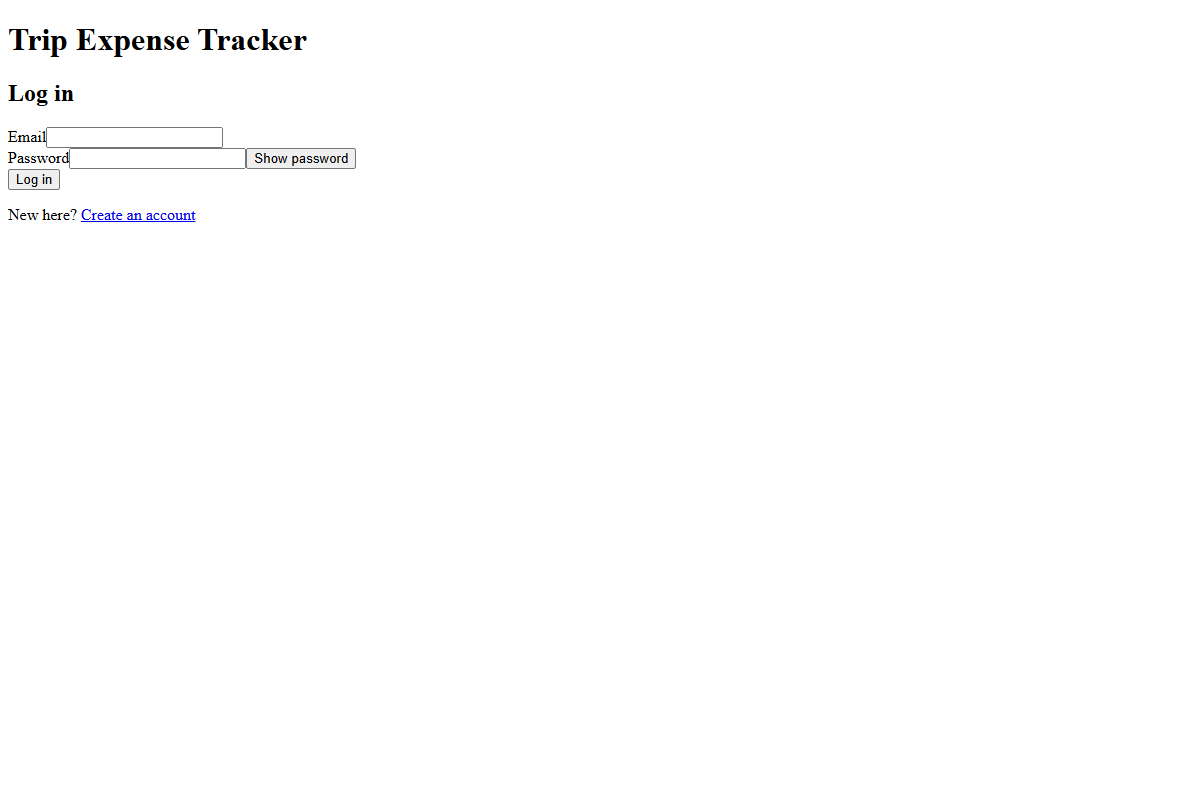 Trip Expense Tracker
Log in
Email
Password Show password
Log in
New here? Create an account